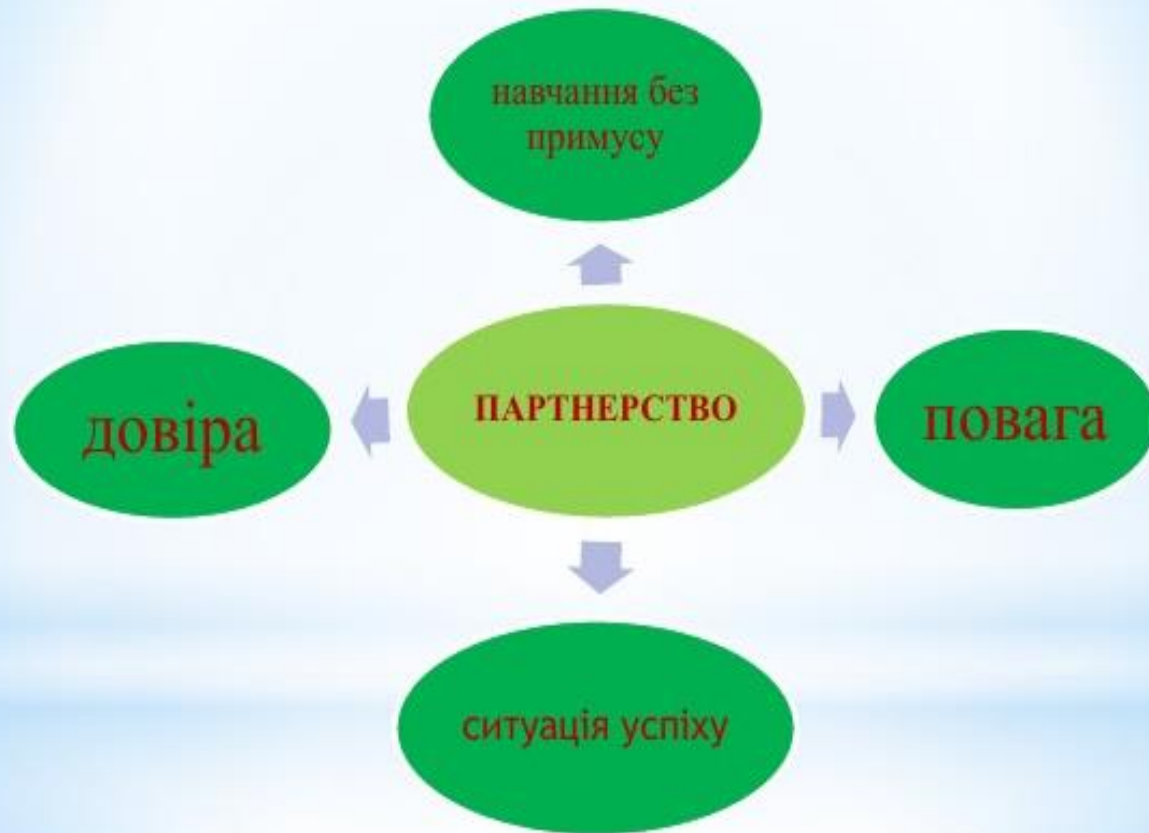 навчання без
примусу
довіра
ПАРТНЕРСТВО
повага
ситуація успіху